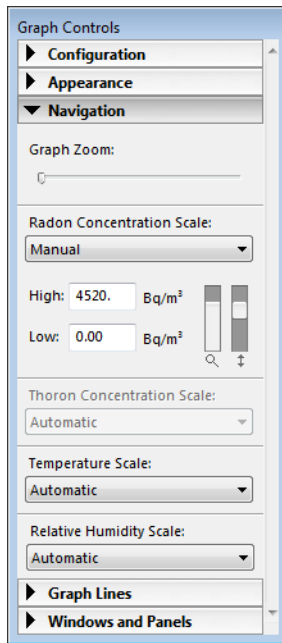 Graph Controls
Configuration
Appearance
Navigation
Graph Zoom:
Radon Concentration Scale:
Manual
High: 4520. Bq/m³
Low: 0.00 Bq/m³
Thoron Concentration Scale:
Automatic
Temperature Scale:
Automatic
Relative Humidity Scale:
Automatic
Graph Lines
Windows and Panels